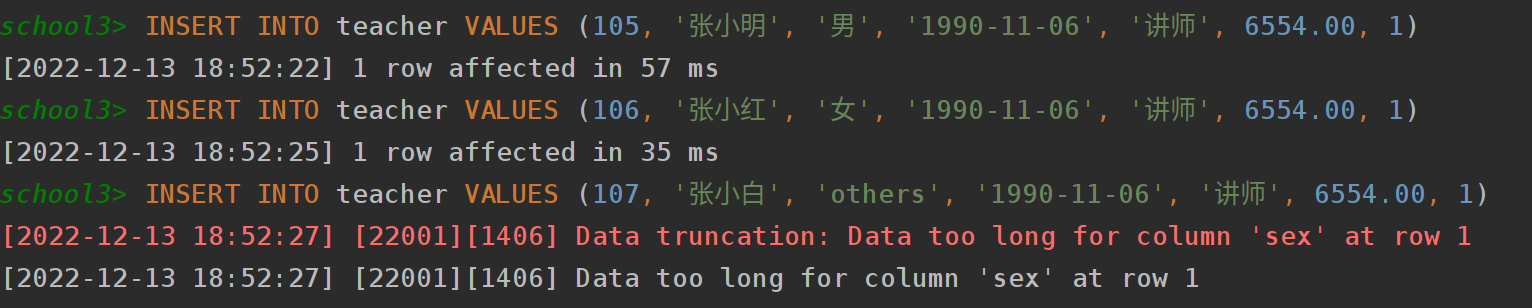 school3> INSERT INTO teacher VALUES (105, '张小明', '男', '1990-11-06', '讲师', 6554.00, 1)
[2022-12-13 18:52:22] 1 row affected in 57 ms
school3> INSERT INTO teacher VALUES (106, '张小红', '女', '1990-11-06', '讲师', 6554.00, 1)
[2022-12-13 18:52:25] 1 row affected in 35 ms
school3> INSERT INTO teacher VALUES (107, '张小白', 'others', '1990-11-06', '讲师', 6554.00, 1)
[2022-12-13 18:52:27] [22001][1406] Data truncation: Data too long for column 'sex' at row 1
[2022-12-13 18:52:27] [22001][1406] Data too long for column 'sex' at row 1